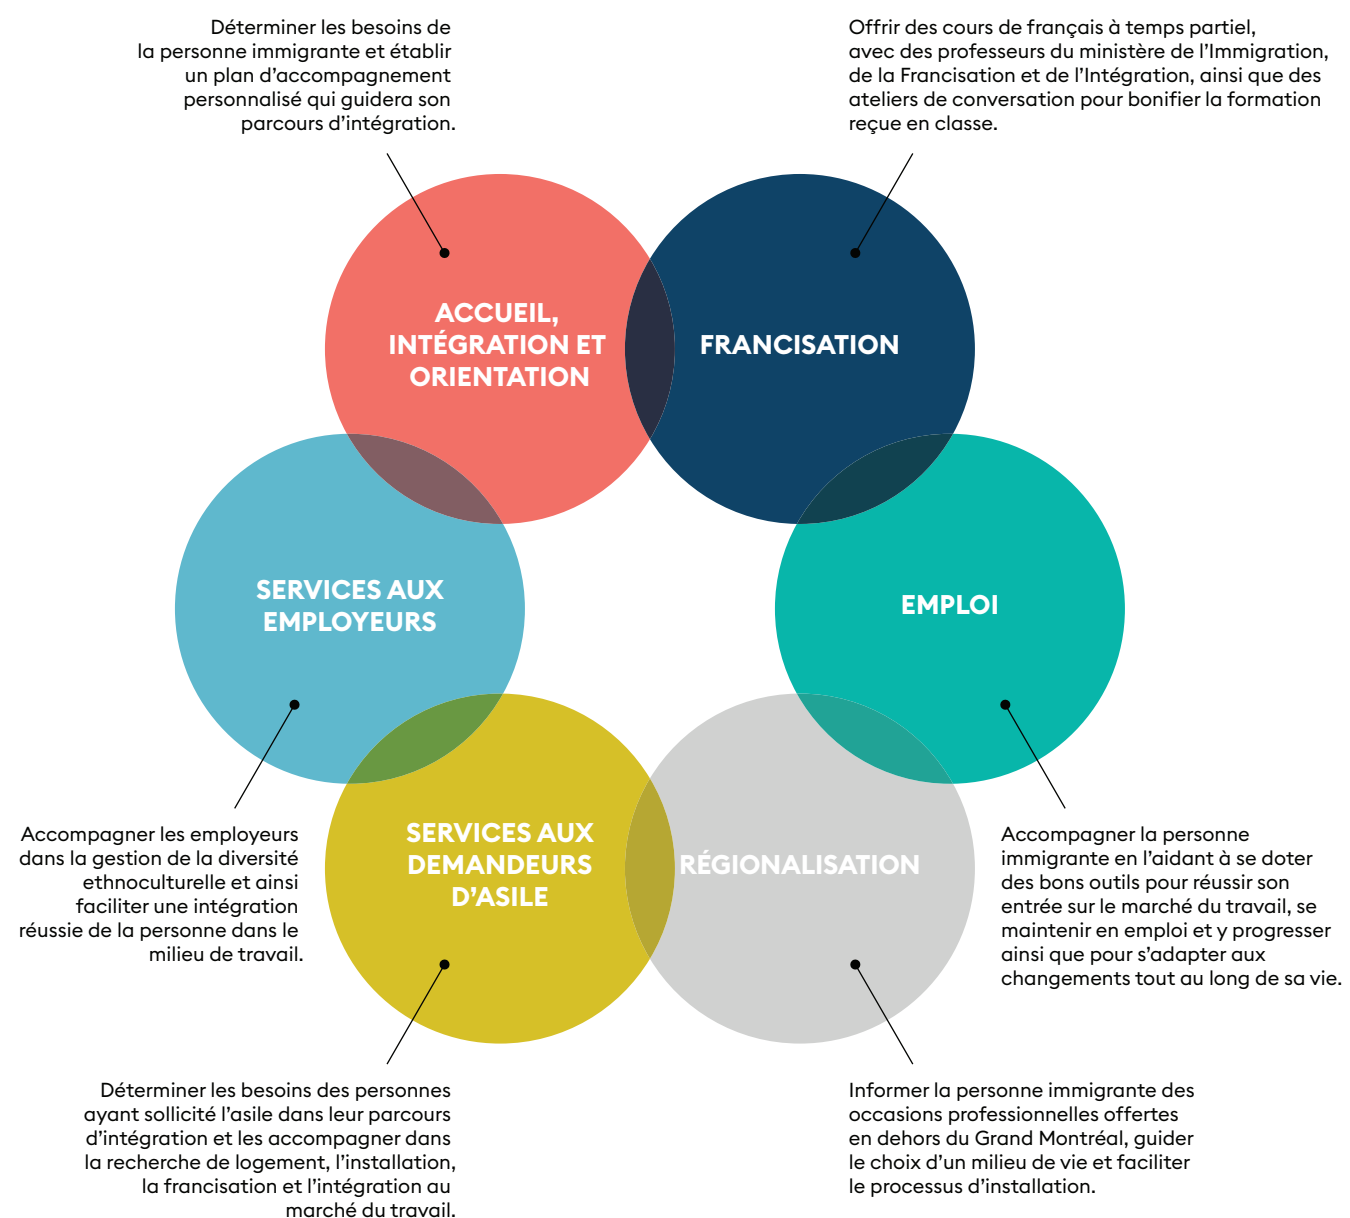 Déterminer les besoins de
la personne immigrante et établir
un plan d’accompagnement
personnalisé qui guidera son
parcours d’intégration.
Offrir des cours de français à temps partiel,
avec des professeurs du ministère de l’Immigration,
de la Francisation et de l’Intégration, ainsi que des
ateliers de conversation pour bonifier la formation
reçue en classe.
ACCUEIL,
INTÉGRATION ET
ORIENTATION
FRANCISATION
SERVICES AUX
EMPLOYEURS
EMPLOI
SERVICES AUX
DEMANDEURS
D’ASILE
RÉGIONALISATION
Accompagner les employeurs
dans la gestion de la diversité
ethnoculturelle et ainsi
faciliter une intégration
réussie de la personne dans le
milieu de travail.
Accompagner la personne
immigrante en l’aidant à se doter
des bons outils pour réussir son
entrée sur le marché du travail, se
maintenir en emploi et y progresser
ainsi que pour s’adapter aux
changements tout au long de sa vie.
Déterminer les besoins des personnes
ayant sollicité l’asile dans leur parcours
d’intégration et les accompagner dans
la recherche de logement, l’installation,
la francisation et l’intégration au
marché du travail.
Informer la personne immigrante des
occasions professionnelles offertes
en dehors du Grand Montréal, guider
le choix d’un milieu de vie et faciliter
le processus d’installation.